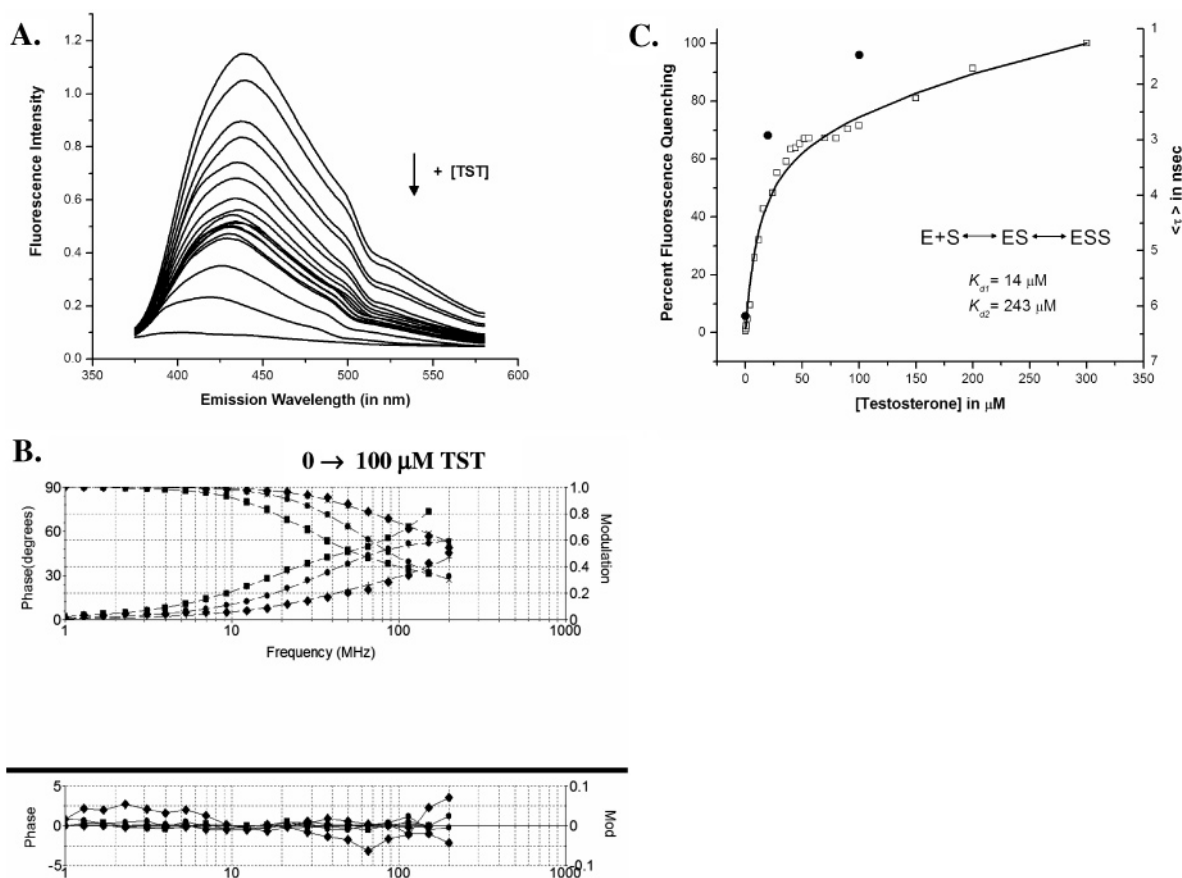 A.
Fluorescence Intensity
1.2
1.0
0.8
0.6
0.4
0.2
0.0
+ [TST]
350 400 450 500 550 600
Emission Wavelength (in nm)
C.
Percent Fluorescence Quenching
100
80
60
40
20
0
1
2
3
4
5
6
7
<τ> in nsec
E+S ⟷ ES ⟷ ESS
Kd1= 14 μM
Kd2= 243 μM
0 50 100 150 200 250 300 350
[Testosterone] in μM
B.
0 → 100 μM TST
Phase(degrees)
90
60
30
0
1.0
0.8
0.6
0.4
0.2
0
Modulation
1 10 100 1000
Frequency (MHz)
Phase
5
0
-5
0.1
0
-0.1
Mod
1 10 100 1000